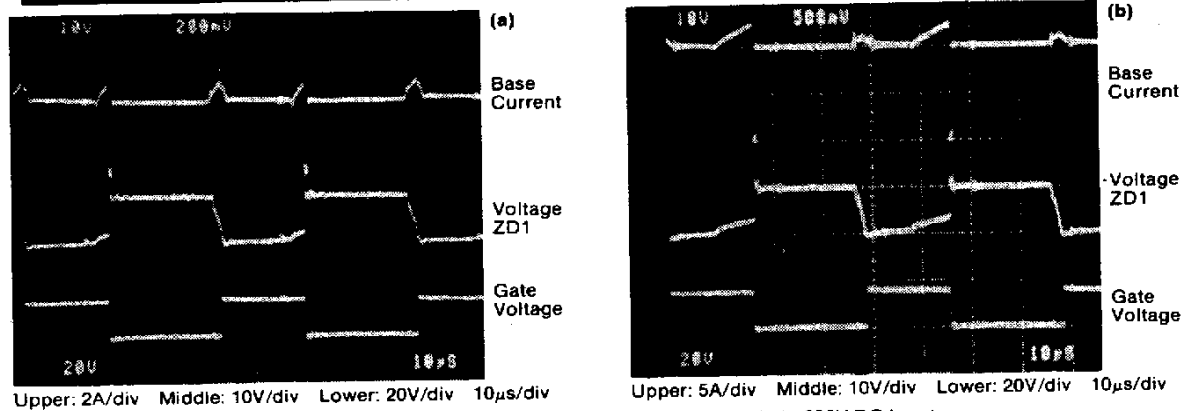 10V 200mV (a)
Base
Current
Voltage
ZD1
Gate
Voltage
20V 10µS
Upper: 2A/div Middle: 10V/div Lower: 20V/div 10µs/div
10V 500mV (b)
Base
Current
Voltage
ZD1
Gate
Voltage
20V 10µS
Upper: 5A/div Middle: 10V/div Lower: 20V/div 10µs/div